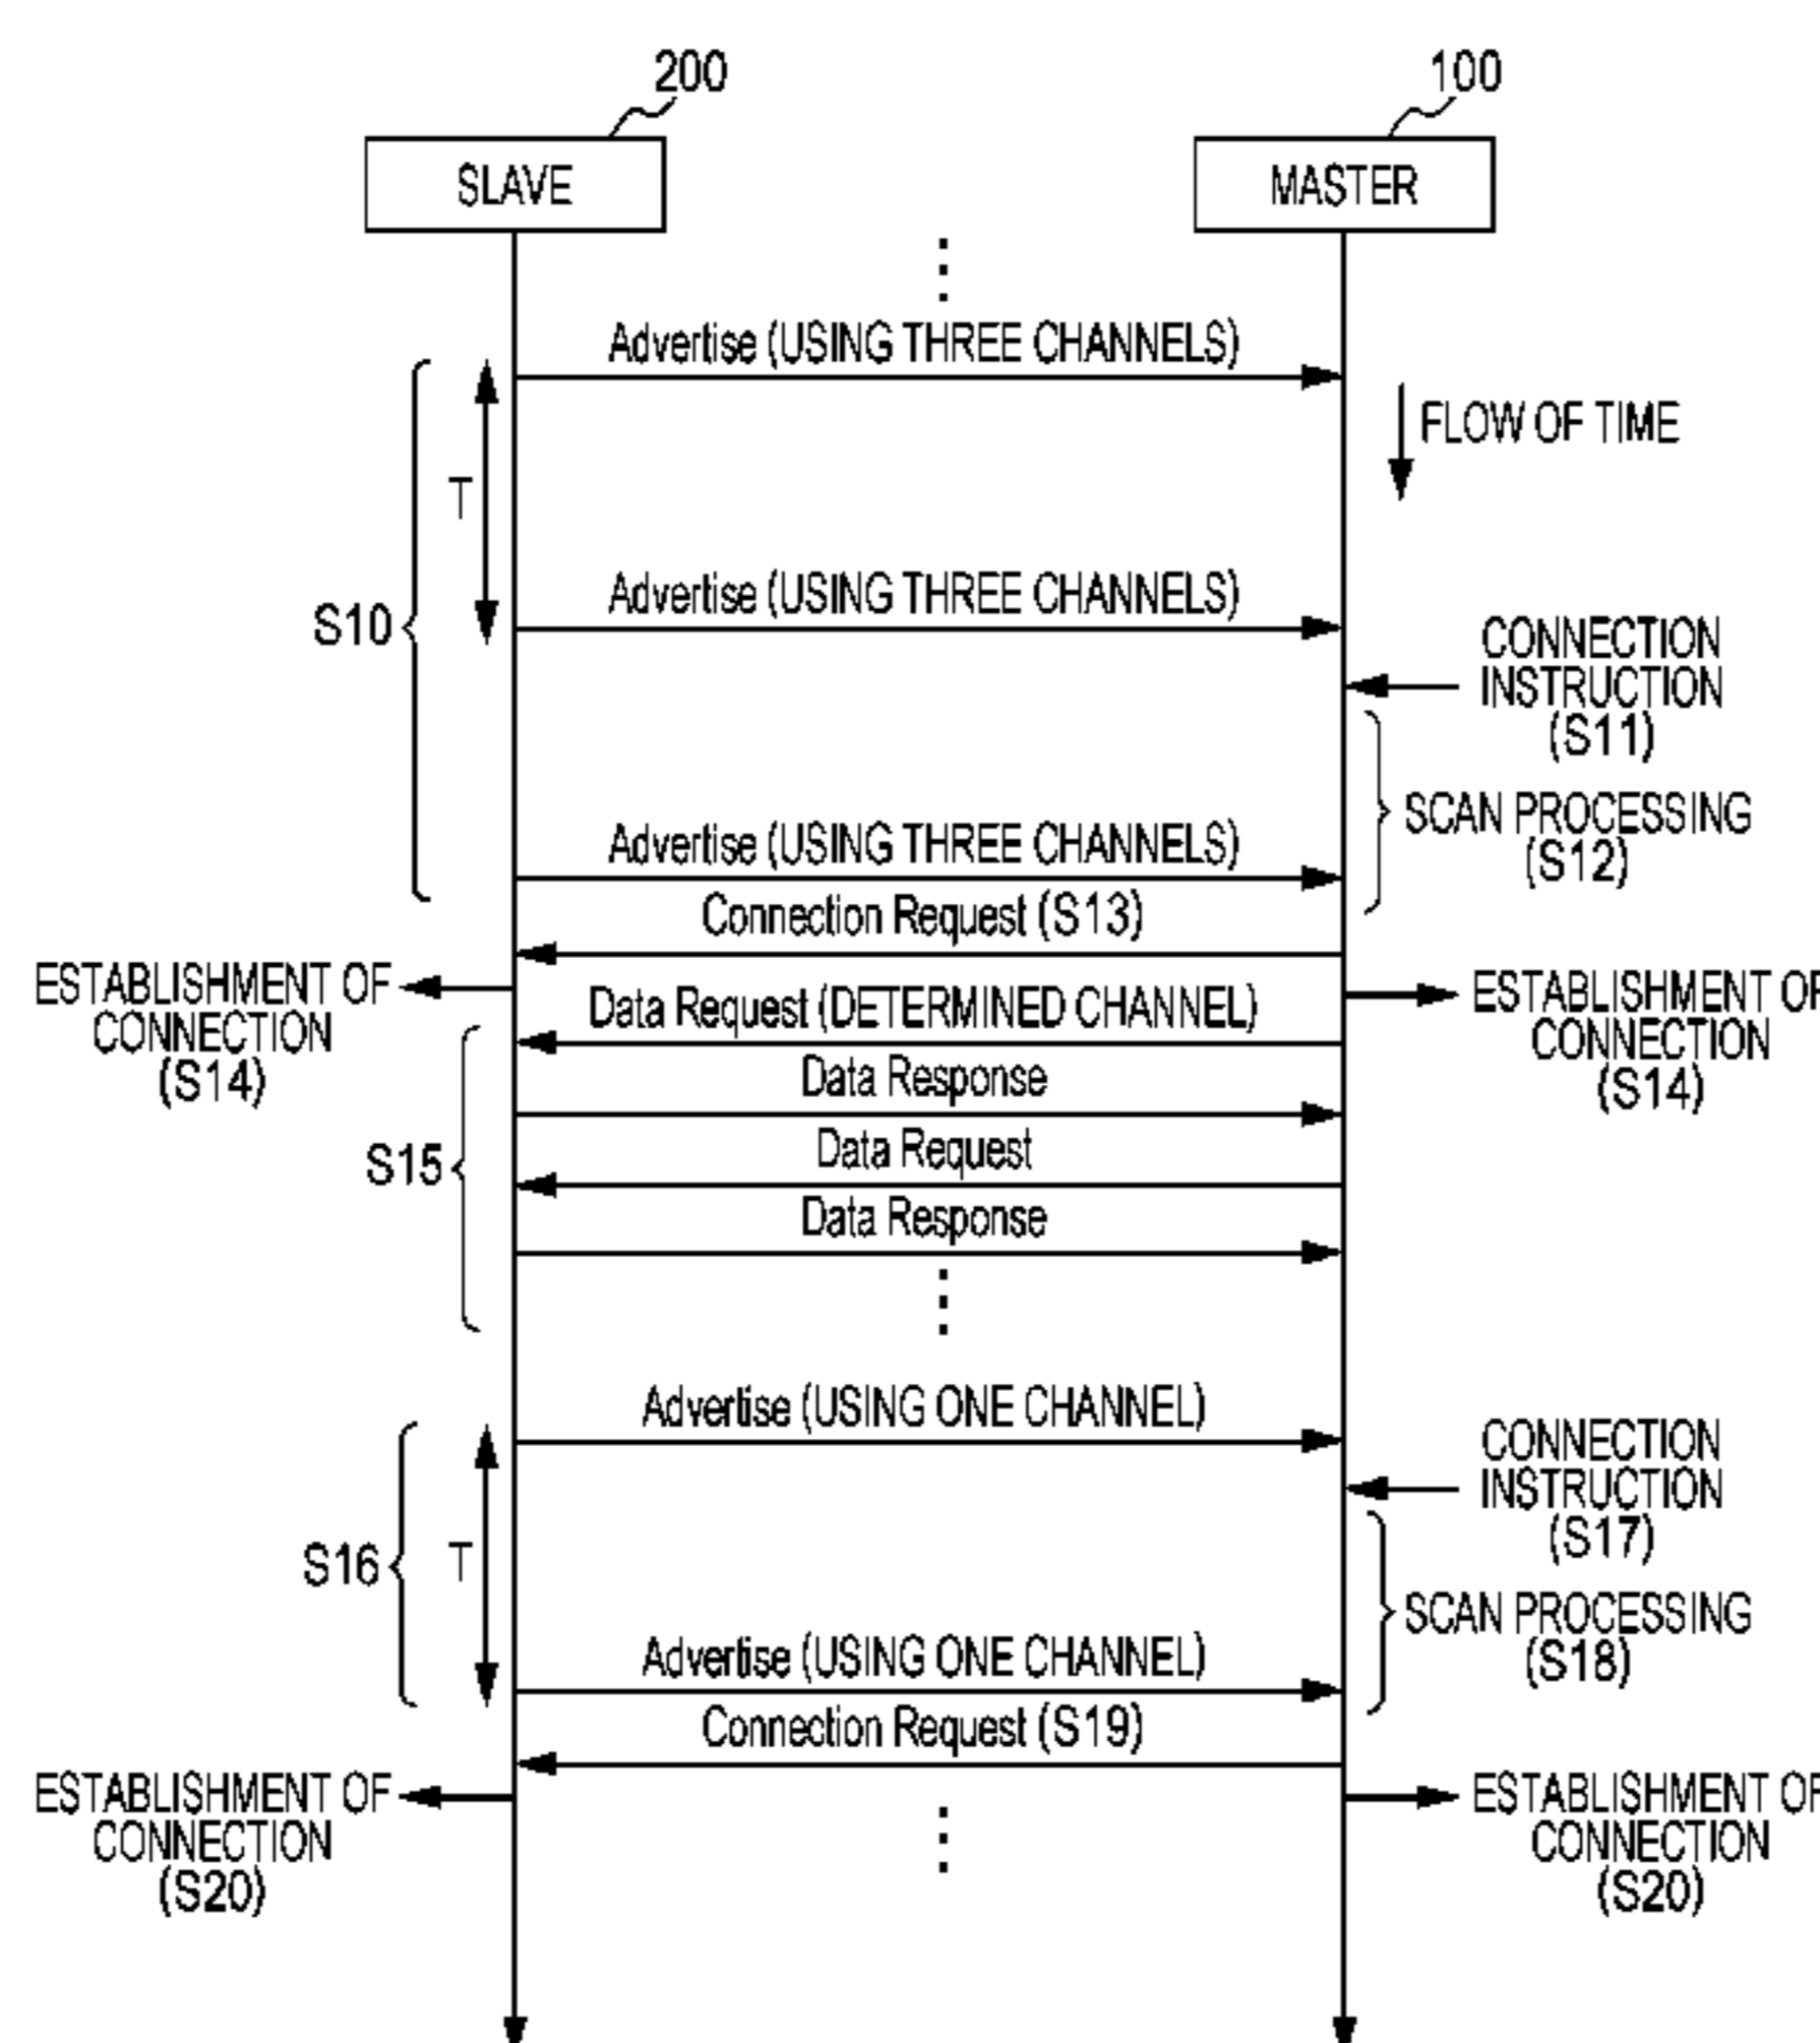 200
100
SLAVE
MASTER
Advertise (USING THREE CHANNELS)
FLOW OF TIME
T
Advertise (USING THREE CHANNELS)
S10
CONNECTION
INSTRUCTION
(S11)
SCAN PROCESSING
(S12)
Advertise (USING THREE CHANNELS)
Connection Request (S13)
ESTABLISHMENT OF
CONNECTION
(S14)
Data Request (DETERMINED CHANNEL)
ESTABLISHMENT OF
CONNECTION
(S14)
Data Response
S15
Data Request
Data Response
Advertise (USING ONE CHANNEL)
CONNECTION
INSTRUCTION
(S17)
S16
T
SCAN PROCESSING
(S18)
Advertise (USING ONE CHANNEL)
Connection Request (S19)
ESTABLISHMENT OF
CONNECTION
(S20)
ESTABLISHMENT OF
CONNECTION
(S20)